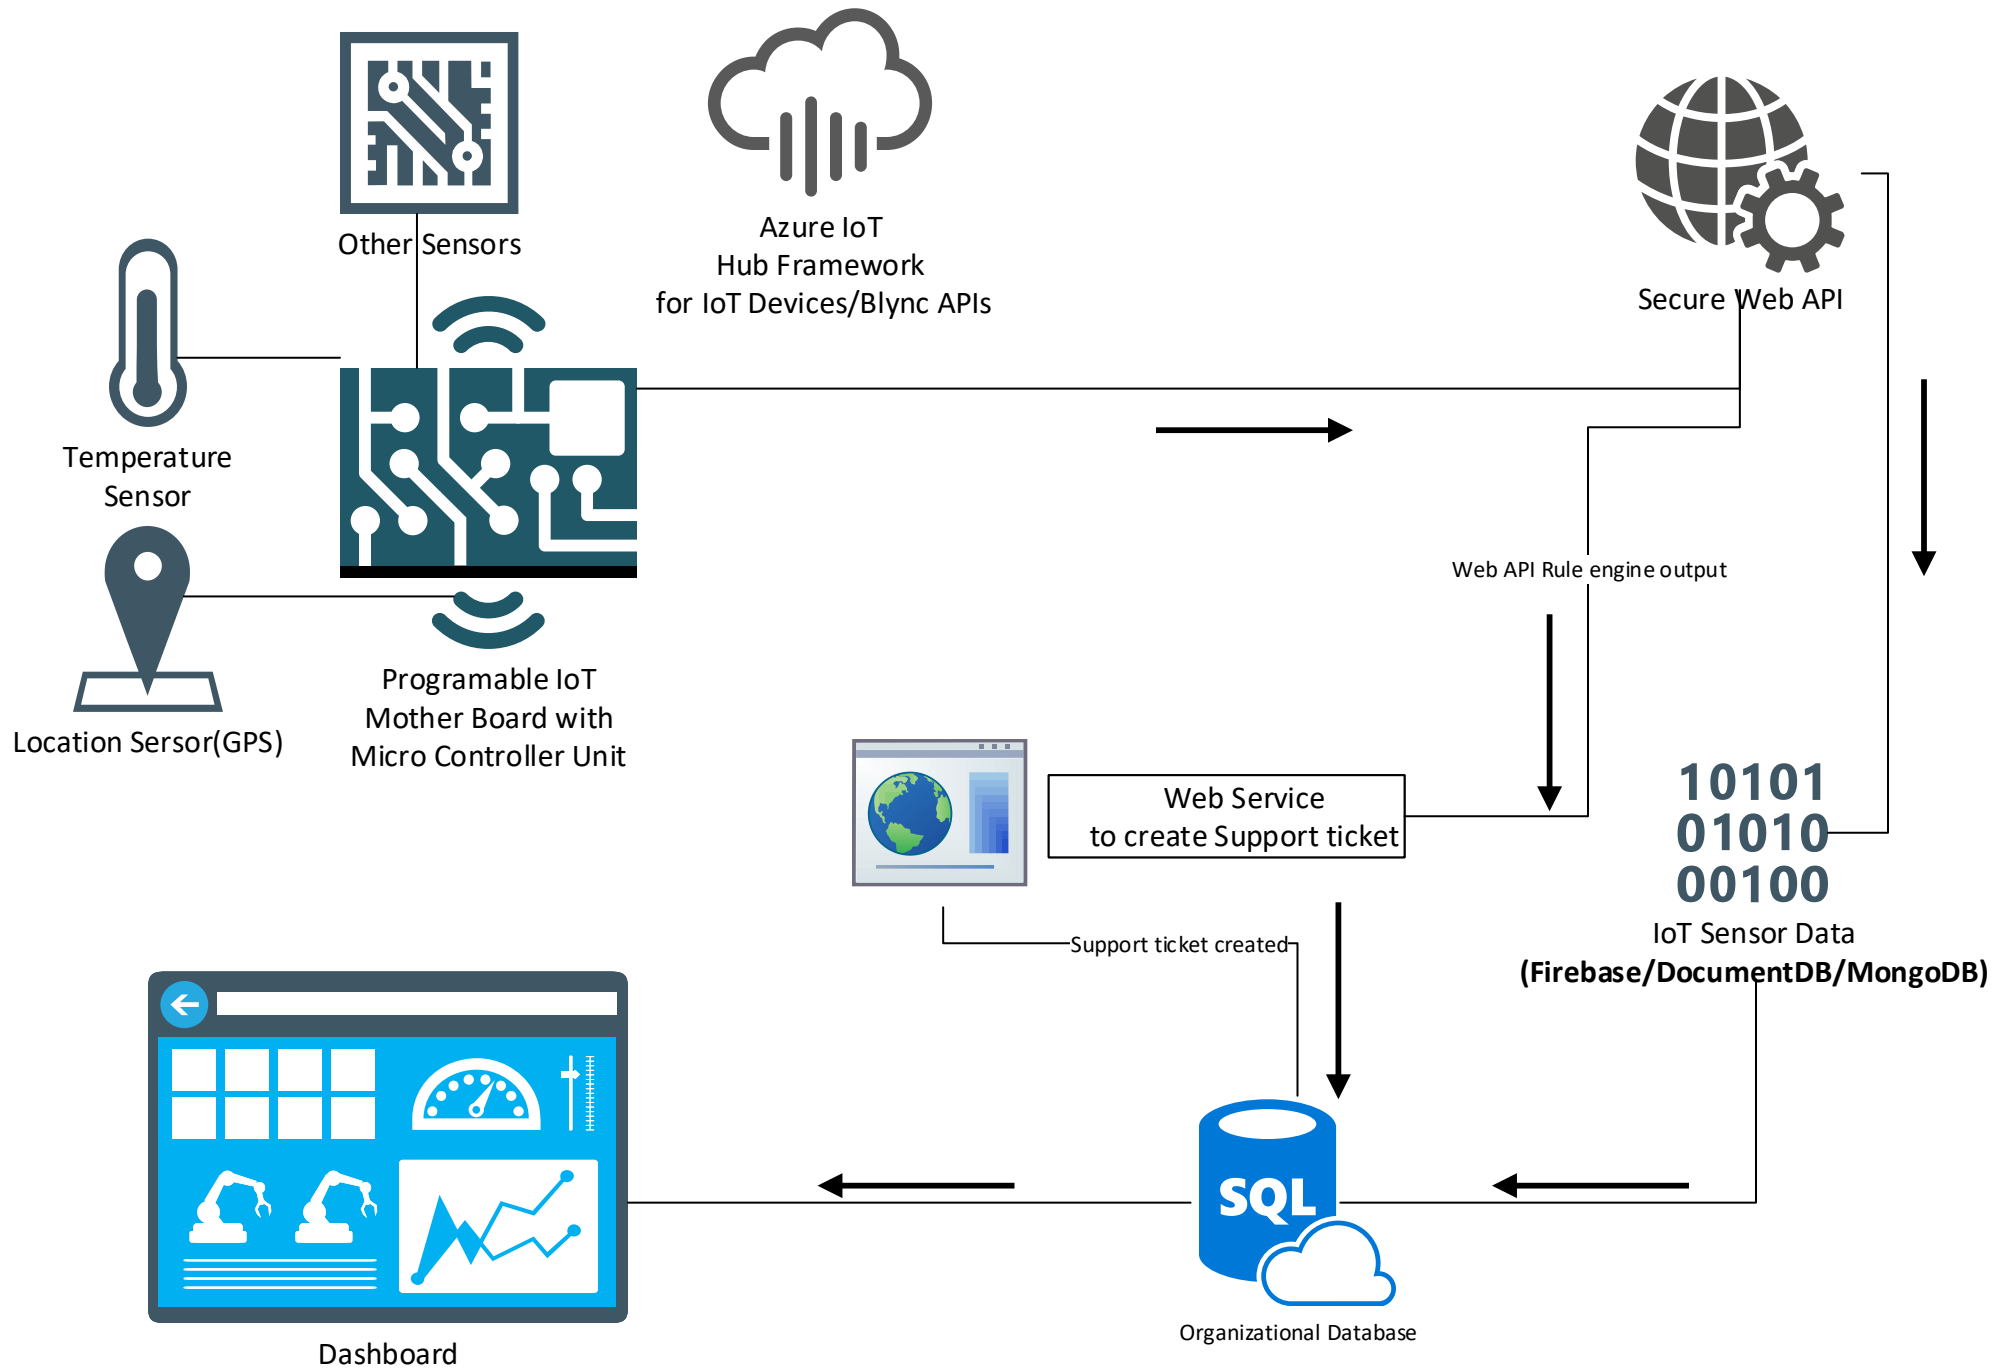 Other Sensors
Azure IoT
Hub Framework
for IoT Devices/Blync APIs
Secure Web API
Temperature
Sensor
Location Sersor(GPS)
Programable IoT
Mother Board with
Micro Controller Unit
Web API Rule engine output
Web Service
to create Support ticket
10101
01010
00100
IoT Sensor Data
(Firebase/DocumentDB/MongoDB)
Support ticket created
SQL
Organizational Database
Dashboard